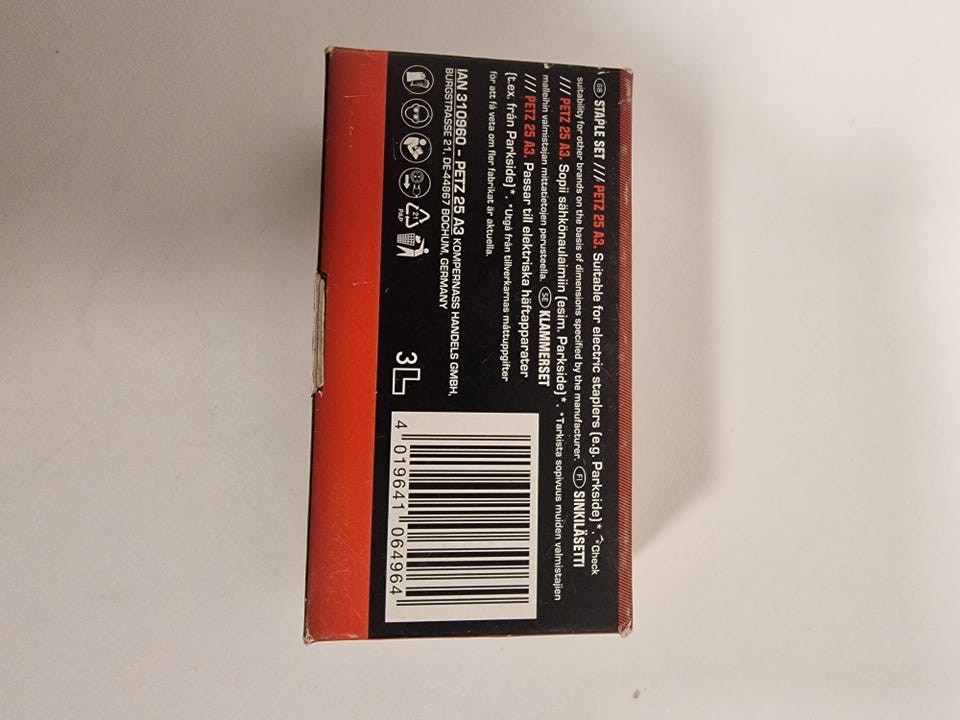 GB STAPLE SET /// PETZ 25 A3. Suitable for electric staplers (e.g. Parkside)*. *Check
suitability for other brands on the basis of dimensions specified by the manufacturer. FI SINKILÄSETTI
/// PETZ 25 A3. Sopii sähkönaulaimiin (esim. Parkside)*. *Tarkista sopivuus muiden valmistajien
malleihin valmistajan mittatietojen perusteella. SE KLAMMERSET
/// PETZ 25 A3. Passar till elektriska häftapparater
(t.ex. från Parkside)*. *Utgå från tillverkarnas måttuppgifter
för att få veta om fler fabrikat är aktuella.
IAN 310960 – PETZ 25 A3 KOMPERNASS HANDELS GMBH,
BURGSTRASSE 21, DE-44867 BOCHUM, GERMANY
21
PAP
3L
4 019641 064964